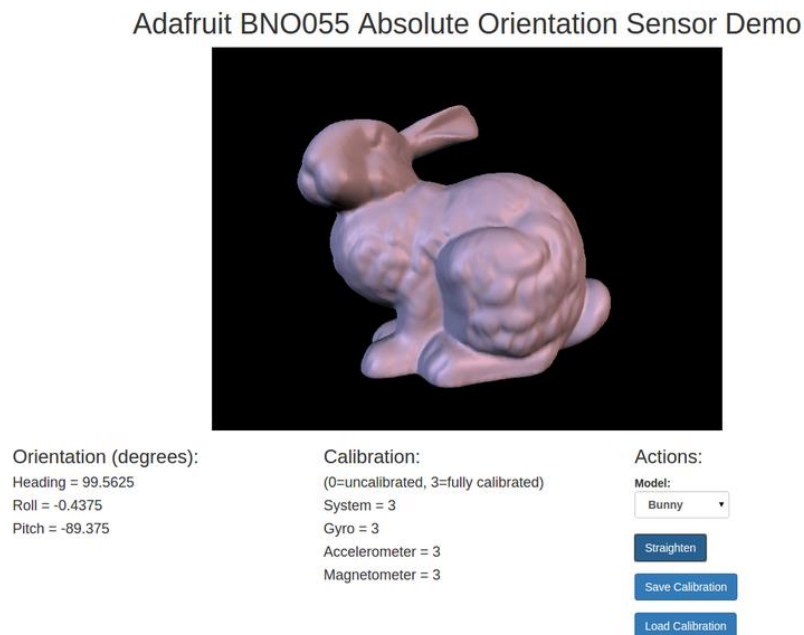 Adafruit BNO055 Absolute Orientation Sensor Demo
Orientation (degrees):
Heading = 99.5625
Roll = -0.4375
Pitch = -89.375
Calibration:
(0=uncalibrated, 3=fully calibrated)
System = 3
Gyro = 3
Accelerometer = 3
Magnetometer = 3
Actions:
Model:
Bunny
Straighten
Save Calibration
Load Calibration